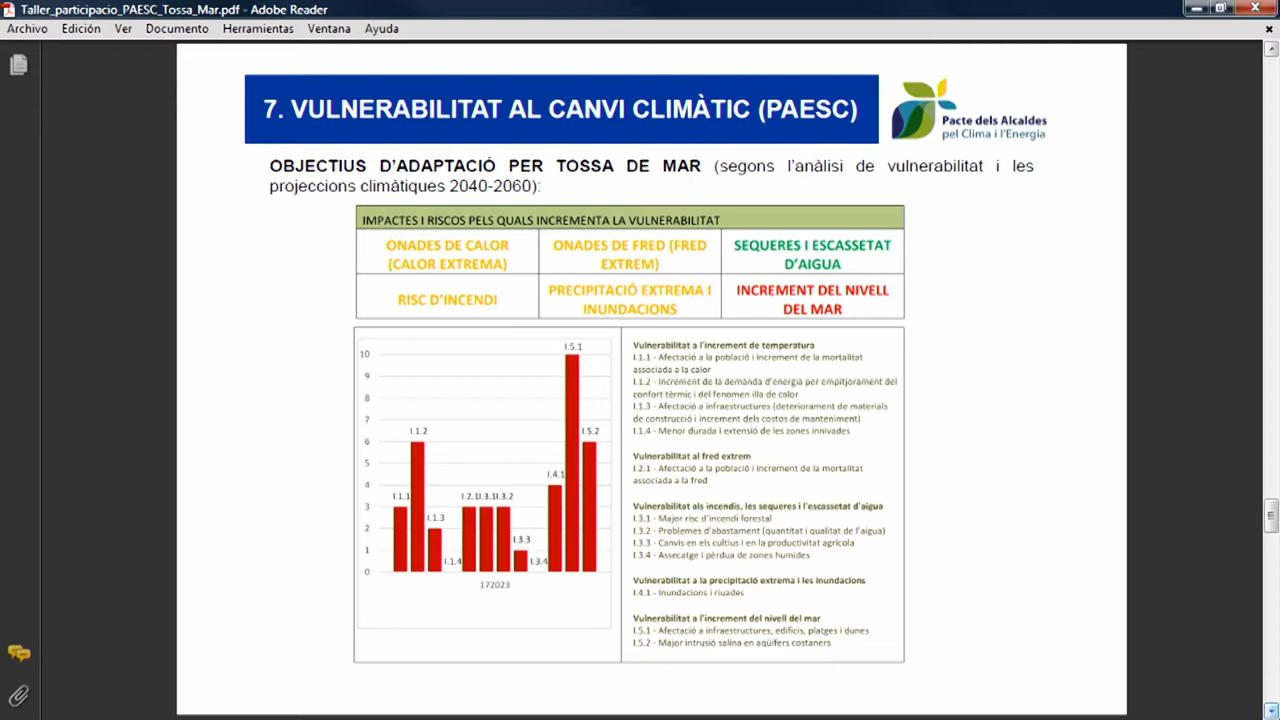 Taller_participacio_PAESC_Tossa_Mar.pdf - Adobe Reader
Archivo Edición Ver Documento Herramientas Ventana Ayuda
7. VULNERABILITAT AL CANVI CLIMÀTIC (PAESC)
Pacte dels Alcaldes
pel Clima i l'Energia
OBJECTIUS D'ADAPTACIÓ PER TOSSA DE MAR (segons l'anàlisi de vulnerabilitat i les
projeccions climàtiques 2040-2060):
IMPACTES I RISCOS PELS QUALS INCREMENTA LA VULNERABILITAT
ONADES DE CALOR
(CALOR EXTREMA)
ONADES DE FRED (FRED
EXTREM)
SEQUERES I ESCASSETAT
D'AIGUA
RISC D'INCENDI
PRECIPITACIÓ EXTREMA I
INUNDACIONS
INCREMENT DEL NIVELL
DEL MAR
10
9
8
7
6
5
4
3
2
1
0
I.1.1
I.1.2
I.1.3
I.1.4
I.2.1
I.3.1
I.3.2
I.3.3
I.3.4
I.4.1
I.5.1
I.5.2
172023
Vulnerabilitat a l'increment de temperatura
I.1.1 - Afectació a la població i increment de la mortalitat
associada a la calor
I.1.2 - Increment de la demanda d'energia per empitjorament del
confort tèrmic i del fenomen illa de calor
I.1.3 - Afectació a infraestructures (deteriorament de materials
de construcció i increment dels costos de manteniment)
I.1.4 - Menor durada i extensió de les zones innivades
Vulnerabilitat al fred extrem
I.2.1 - Afectació a la població i increment de la mortalitat
associada a la fred
Vulnerabilitat als incendis, les sequeres i l'escassetat d'aigua
I.3.1 - Major risc d'incendi forestal
I.3.2 - Problemes d'abastament (quantitat i qualitat de l'aigua)
I.3.3 - Canvis en els cultius i en la productivitat agrícola
I.3.4 - Assecatge i pèrdua de zones humides
Vulnerabilitat a la precipitació extrema i les inundacions
I.4.1 - Inundacions i riuades
Vulnerabilitat a l'increment del nivell del mar
I.5.1 - Afectació a infraestructures, edificis, platges i dunes
I.5.2 - Major intrusió salina en aqüífers costaners